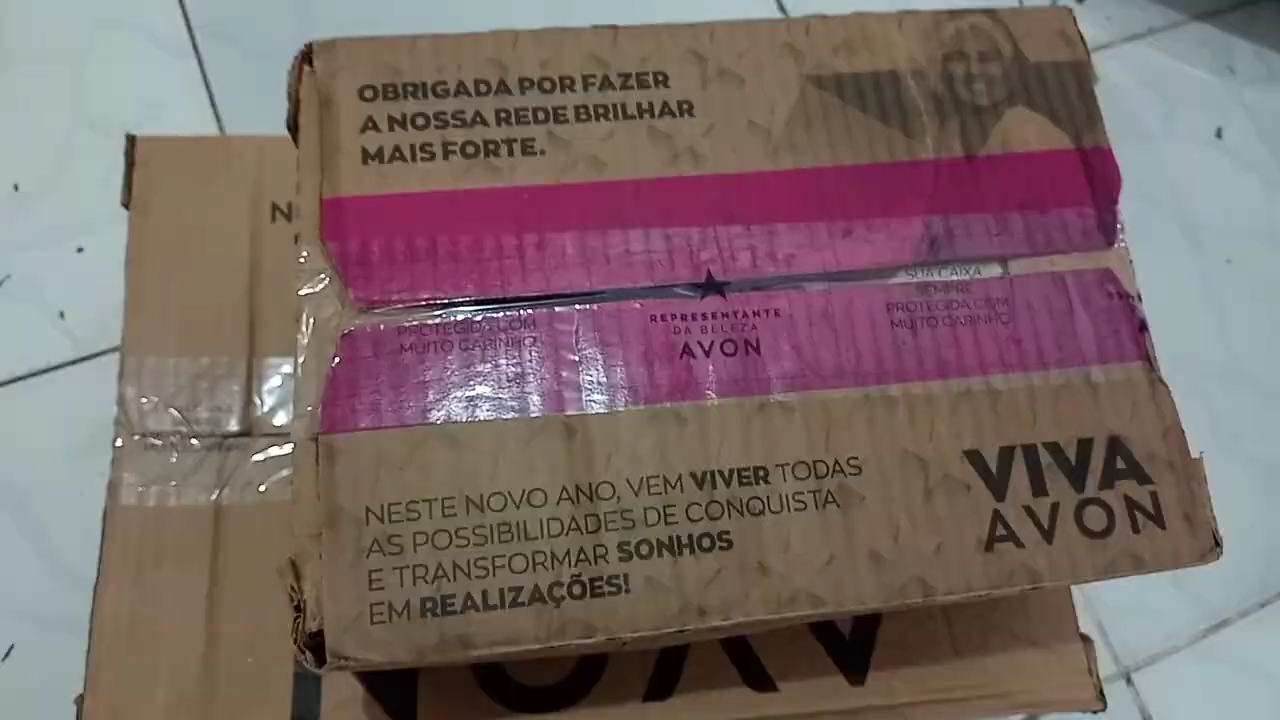 OBRIGADA POR FAZER
A NOSSA REDE BRILHAR
MAIS FORTE.
N
PROTEGIDA COM
MUITO CARINHO
REPRESENTANTE
DA BELEZA
AVON
SUA CAIXA
SEMPRE
PROTEGIDA COM
MUITO CARINHO
NESTE NOVO ANO, VEM VIVER TODAS
AS POSSIBILIDADES DE CONQUISTA
E TRANSFORMAR SONHOS
EM REALIZAÇÕES!
VIVA
AVON